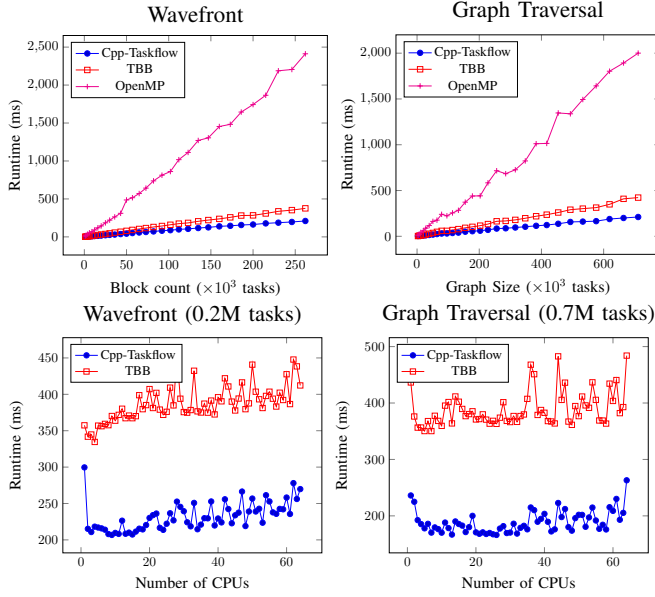 Wavefront
2,500
2,000
1,500
1,000
500
0
Runtime (ms)
Cpp-Taskflow
TBB
OpenMP
0 50 100 150 200 250
Block count (×10³ tasks)
Graph Traversal
2,000
1,500
1,000
500
0
Runtime (ms)
Cpp-Taskflow
TBB
OpenMP
0 200 400 600
Graph Size (×10³ tasks)
Wavefront (0.2M tasks)
450
400
350
300
250
200
Runtime (ms)
Cpp-Taskflow
TBB
0 20 40 60
Number of CPUs
Graph Traversal (0.7M tasks)
500
400
300
200
Runtime (ms)
Cpp-Taskflow
TBB
0 20 40 60
Number of CPUs